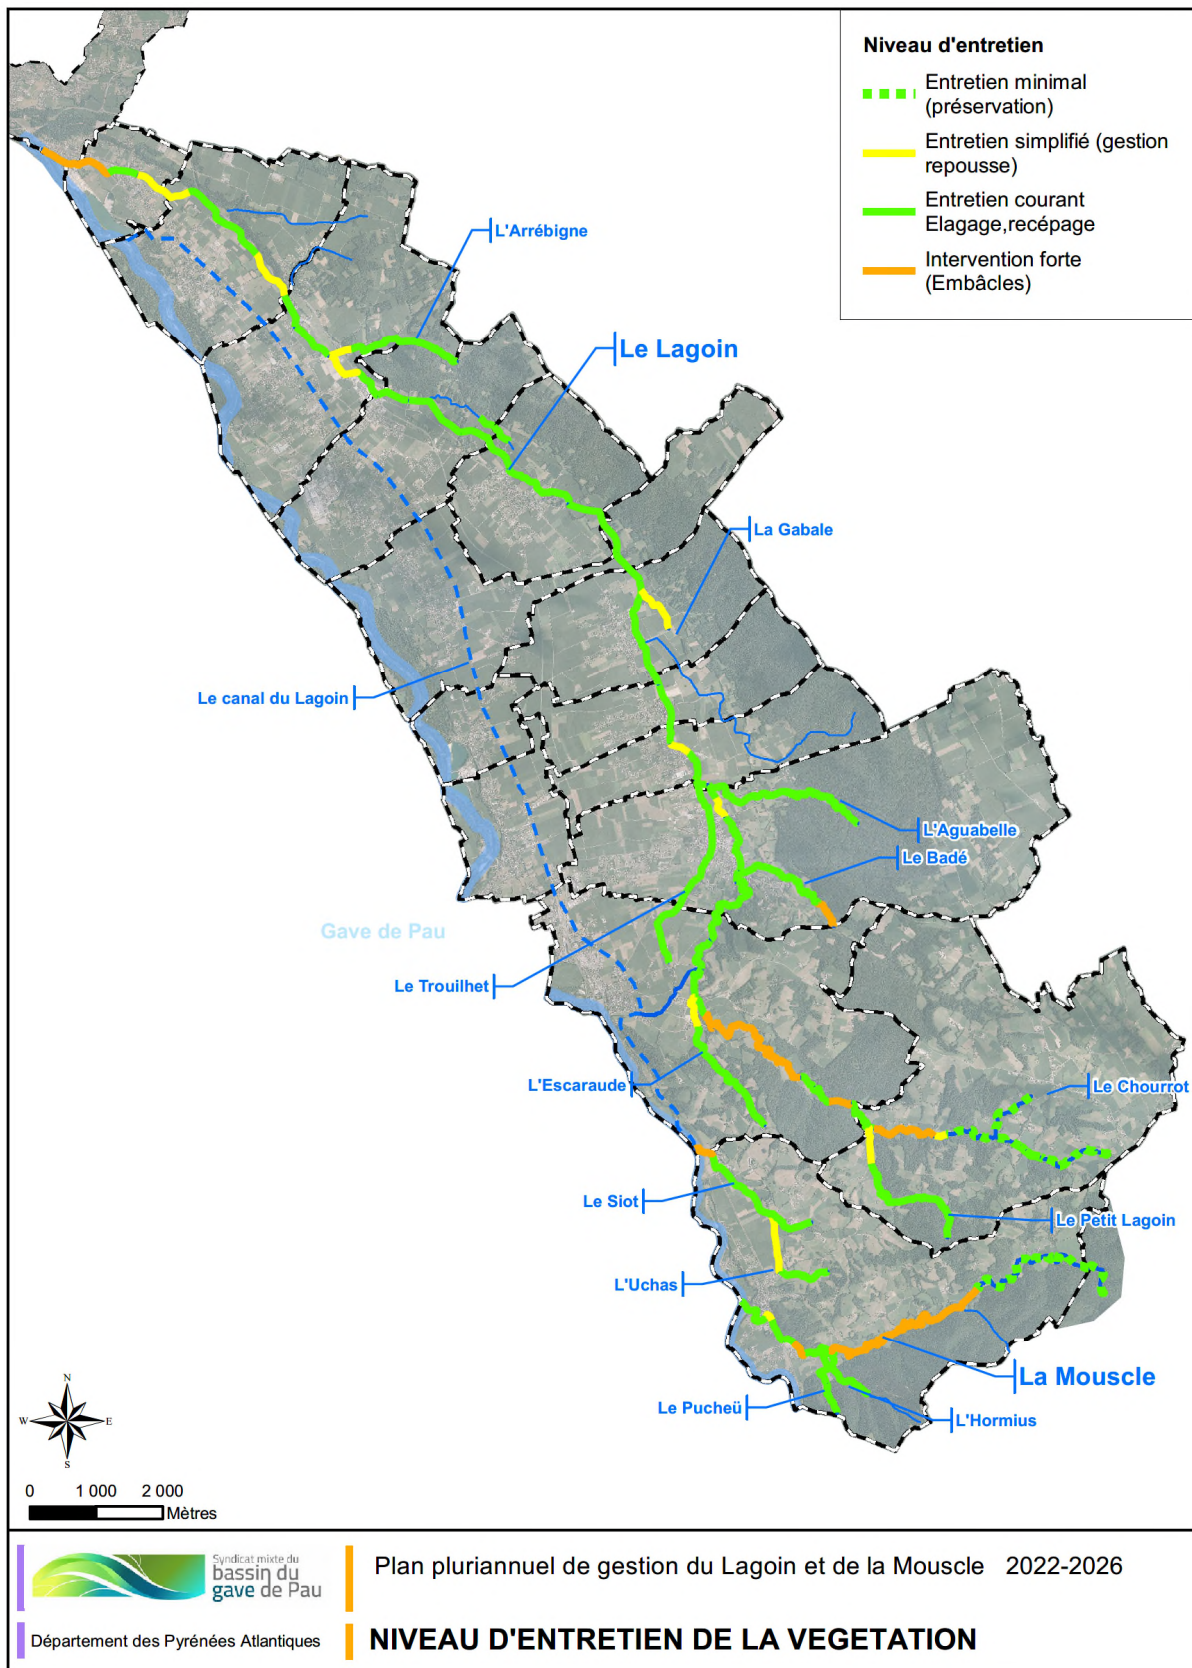 Niveau d'entretien
Entretien minimal
(préservation)
Entretien simplifié (gestion
repousse)
Entretien courant
Elagage,recépage
Intervention forte
(Embâcles)
L'Arrébigne
Le Lagoin
La Gabale
Le canal du Lagoin
L'Aguabelle
Le Badé
Gave de Pau
Le Trouilhet
L'Escaraude
Le Chourrot
Le Siot
Le Petit Lagoin
L'Uchas
La Mouscle
Le Pucheü
L'Hormius
N
W
E
S
0 1 000 2 000
Mètres
Syndicat mixte du
bassin du
gave de Pau
Plan pluriannuel de gestion du Lagoin et de la Mouscle 2022-2026
Département des Pyrénées Atlantiques
NIVEAU D'ENTRETIEN DE LA VEGETATION